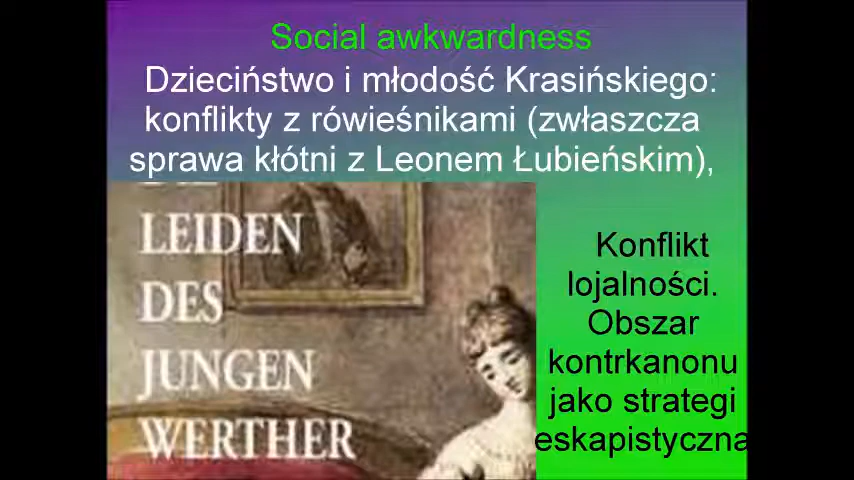 Social awkwardness
Dzieciństwo i młodość Krasińskiego:
konflikty z rówieśnikami (zwłaszcza
sprawa kłótni z Leonem Łubieńskim),
LEIDEN
DES
JUNGEN
WERTHER
Konflikt
lojalności.
Obszar
kontrkanonu
jako strategi
eskapistyczna